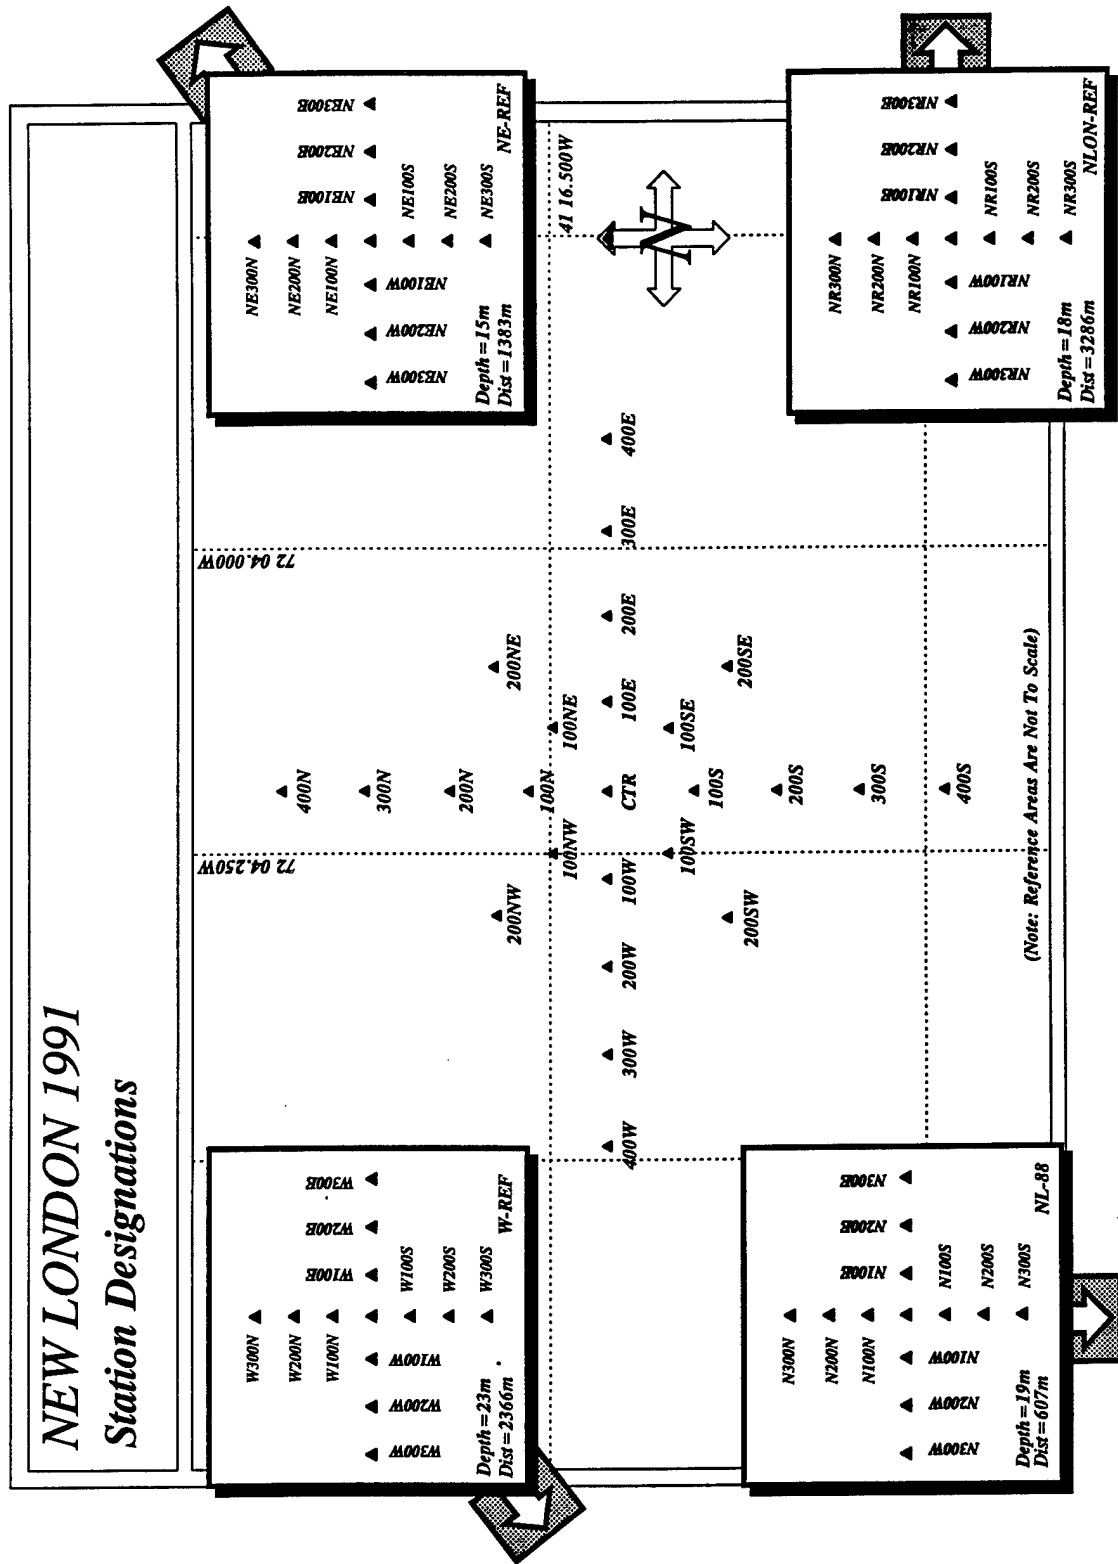 NEW LONDON 1991
Station Designations
W300N
W200N
W100N
W300W
W200W
W100W
W100E
W200E
W300E
W100S
W200S
W300S
Depth=23m
Dist=2366m
W-REF
72 04.250W
72 04.000W
NE300N
NE200N
NE100N
NE300W
NE200W
NE100W
NE100E
NE200E
NE300E
NE100S
NE200S
NE300S
Depth=15m
Dist=1383m
NE-REF
41 16.500W
N
400N
300N
200N
100N
200NW
200NE
100NW
100NE
400W
300W
200W
100W
CTR
100E
200E
300E
400E
100SW
100SE
100S
200SW
200SE
200S
300S
400S
N300N
N200N
N100N
N300W
N200W
N100W
N100E
N200E
N300E
N100S
N200S
N300S
Depth=19m
Dist=607m
NL-88
NR300N
NR200N
NR100N
NR300W
NR200W
NR100W
NR100E
NR200E
NR300E
NR100S
NR200S
NR300S
Depth=18m
Dist=3286m
NLON-REF
(Note: Reference Areas Are Not To Scale)